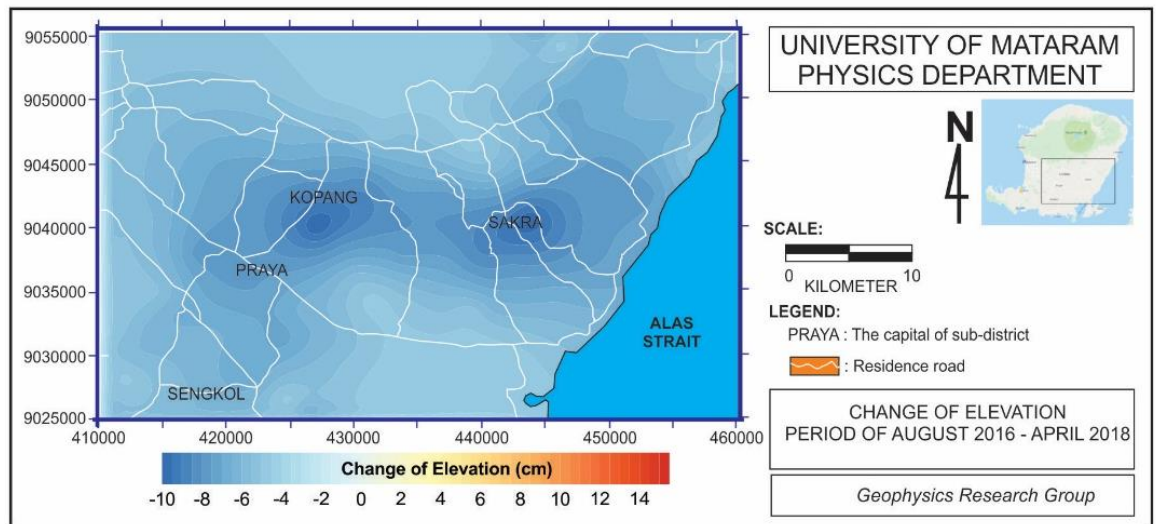 9055000
9050000
9045000
9040000
9035000
9030000
9025000
410000 420000 430000 440000 450000 460000
KOPANG
SAKRA
PRAYA
SENGKOL
ALAS
STRAIT
Change of Elevation (cm)
-10 -8 -6 -4 -2 0 2 4 6 8 10 12 14
UNIVERSITY OF MATARAM
PHYSICS DEPARTMENT
N
SCALE:
0 10
KILOMETER
LEGEND:
PRAYA : The capital of sub-district
: Residence road
CHANGE OF ELEVATION
PERIOD OF AUGUST 2016 - APRIL 2018
Geophysics Research Group